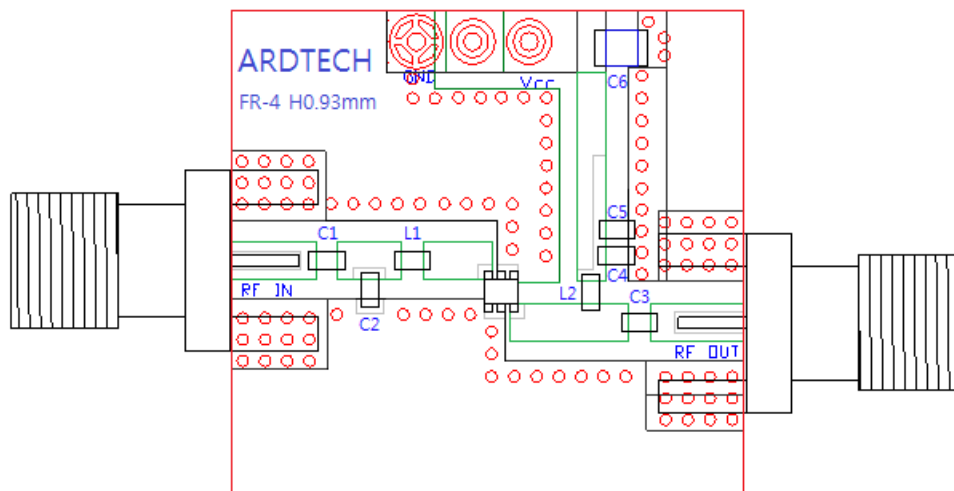 ARDTECH
FR-4 H0.93mm
GND
Vcc
C6
C5
C4
C1
L1
RF IN
C2
L2
C3
RF OUT